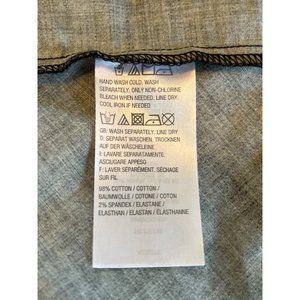 HAND WASH COLD, WASH
SEPARATELY, ONLY NON-CHLORINE
BLEACH WHEN NEEDED, LINE DRY.
COOL IRON IF NEEDED
GB: WASH SEPARATELY. LINE DRY
D: SEPARAT WASCHEN, TROCKNEN
AUF DER WÄSCHELEINE
I: LAVARE SEPARATAMENTE.
ASCIUGARE APPESO
F: LAVER SÉPARÉMENT. SÉCHAGE
SUR FIL
98% COTTON / COTONE /
BAUMWOLLE / COTONE / COTON
2% SPANDEX / ELASTANE /
ELASTHAN / ELASTAN / ÉLASTHANNE